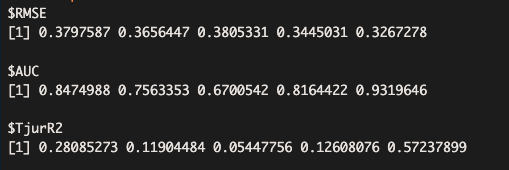 $RMSE
[1] 0.3797587 0.3656447 0.3805331 0.3445031 0.3267278
$AUC
[1] 0.8474988 0.7563353 0.6700542 0.8164422 0.9319646
$TjurR2
[1] 0.28085273 0.11904484 0.05447756 0.12608076 0.57237899